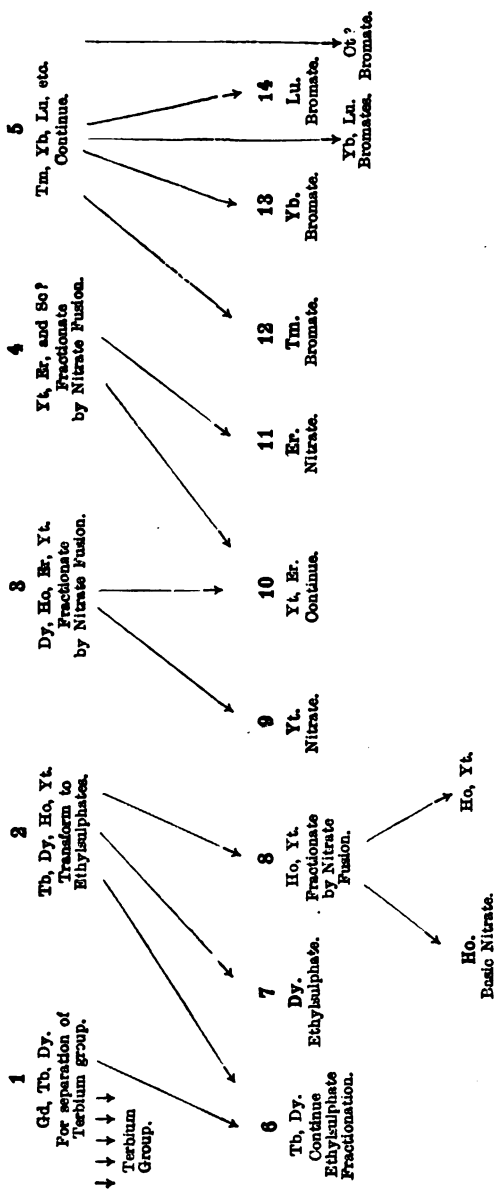 1
Gd, Tb, Dy.
For separation of
Terbium group.
Terbium
Group.
2
Tb, Dy, Ho, Yt.
Transform to
Ethylsulphates.
3
Dy, Ho, Er, Yt.
Fractionate
by Nitrate Fusion.
4
Yt, Er, and Sc?
Fractionate
by Nitrate Fusion.
5
Tm, Yb, Lu, etc.
Continue.
6
Tb, Dy.
Continue
Ethylsulphate
Fractionation.
7
Dy.
Ethylsulphate.
8
Ho, Yt.
Fractionate
by Nitrate
Fusion.
9
Yt.
Nitrate.
10
Yt, Er.
Continue.
11
Er.
Nitrate.
12
Tm.
Bromate.
13
Yb.
Bromate.
14
Lu.
Bromate.
Yb, Lu.
Bromates.
Ct?
Bromate.
Ho.
Basic Nitrate.
Ho, Yt.